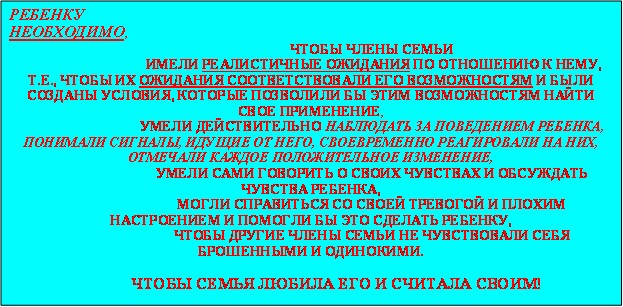 РЕБЕНКУ
НЕОБХОДИМО,
ЧТОБЫ ЧЛЕНЫ СЕМЬИ
ИМЕЛИ РЕАЛИСТИЧНЫЕ ОЖИДАНИЯ ПО ОТНОШЕНИЮ К НЕМУ,
Т.Е., ЧТОБЫ ИХ ОЖИДАНИЯ СООТВЕТСТВОВАЛИ ЕГО ВОЗМОЖНОСТЯМ И БЫЛИ
СОЗДАНЫ УСЛОВИЯ, КОТОРЫЕ ПОЗВОЛИЛИ БЫ ЭТИМ ВОЗМОЖНОСТЯМ НАЙТИ
СВОЕ ПРИМЕНЕНИЕ,
УМЕЛИ ДЕЙСТВИТЕЛЬНО НАБЛЮДАТЬ ЗА ПОВЕДЕНИЕМ РЕБЕНКА,
ПОНИМАЛИ СИГНАЛЫ, ИДУЩИЕ ОТ НЕГО, СВОЕВРЕМЕННО РЕАГИРОВАЛИ НА НИХ,
ОТМЕЧАЛИ КАЖДОЕ ПОЛОЖИТЕЛЬНОЕ ИЗМЕНЕНИЕ,
УМЕЛИ САМИ ГОВОРИТЬ О СВОИХ ЧУВСТВАХ И ОБСУЖДАТЬ
ЧУВСТВА РЕБЕНКА,
МОГЛИ СПРАВИТЬСЯ СО СВОЕЙ ТРЕВОГОЙ И ПЛОХИМ
НАСТРОЕНИЕМ И ПОМОГЛИ БЫ ЭТО СДЕЛАТЬ РЕБЕНКУ,
ЧТОБЫ ДРУГИЕ ЧЛЕНЫ СЕМЬИ НЕ ЧУВСТВОВАЛИ СЕБЯ
БРОШЕННЫМИ И ОДИНОКИМИ.
ЧТОБЫ СЕМЬЯ ЛЮБИЛА ЕГО И СЧИТАЛА СВОИМ!